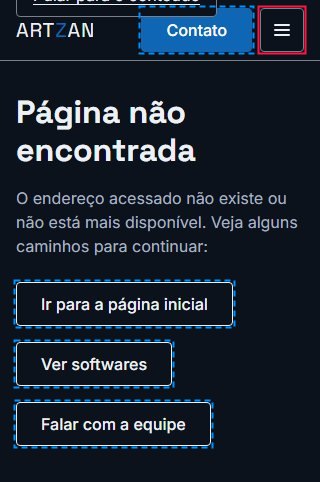 ARTZAN
Contato
Página não
encontrada
O endereço acessado não existe ou
não está mais disponível. Veja alguns
caminhos para continuar:
Ir para a página inicial
Ver softwares
Falar com a equipe